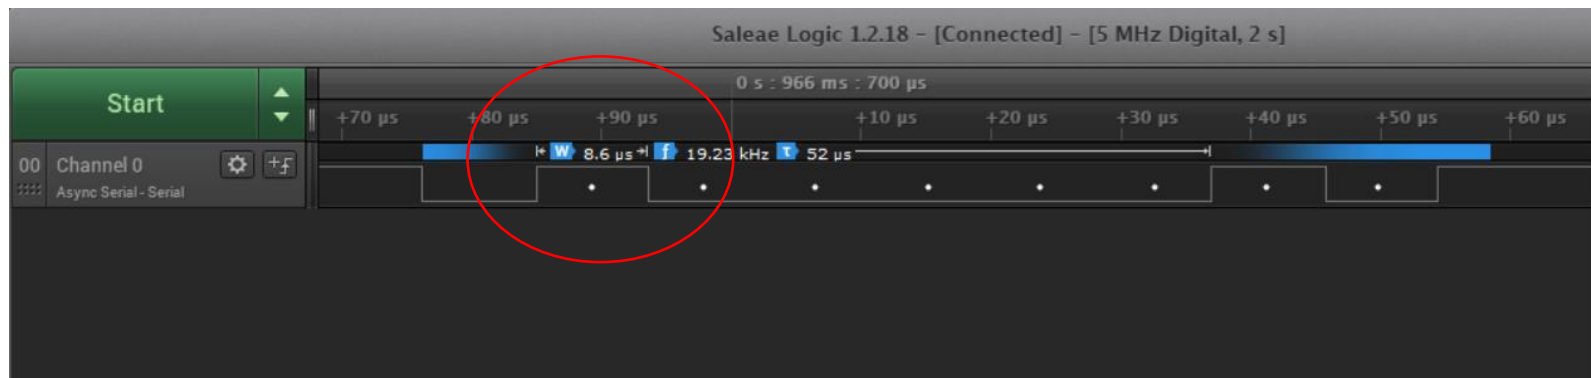 Saleae Logic 1.2.18 – [Connected] – [5 MHz Digital, 2 s]
Start
0 s : 966 ms : 700 µs
+70 µs +80 µs +90 µs +10 µs +20 µs +30 µs +40 µs +50 µs +60 µs
00 Channel 0
W 8.6 µs f 19.23 kHz τ 52 µs
Async Serial - Serial